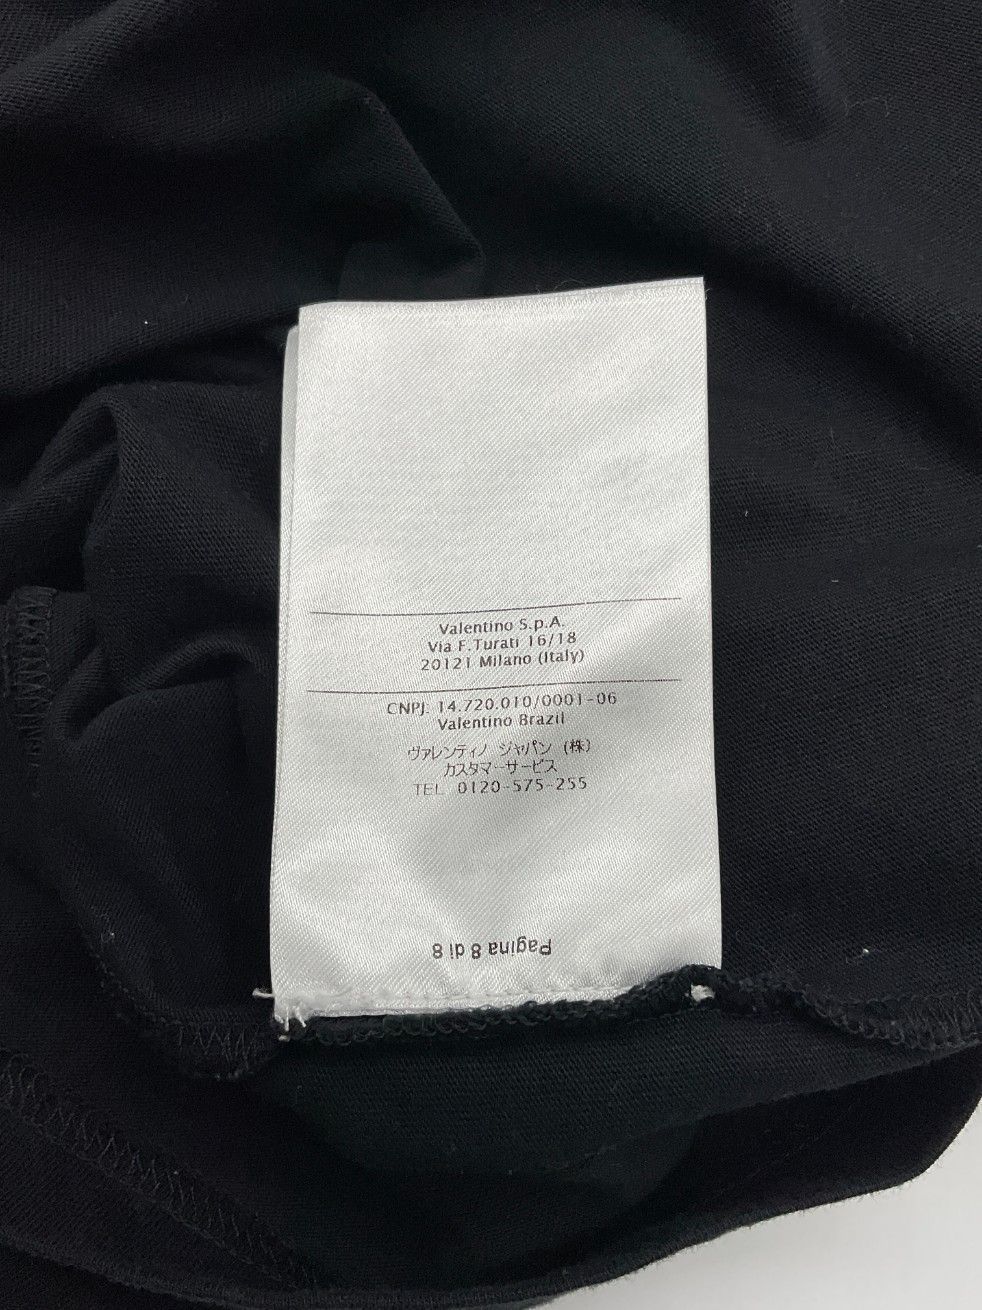 Valentino S.p.A.
Via F.Turati 16/18
20121 Milano (Italy)
CNPJ: 14.720.010/0001-06
Valentino Brazil
ヴァレンティノ ジャパン (株)
カスタマーサービス
TEL 0120-575-255
Pagina 8 di 8